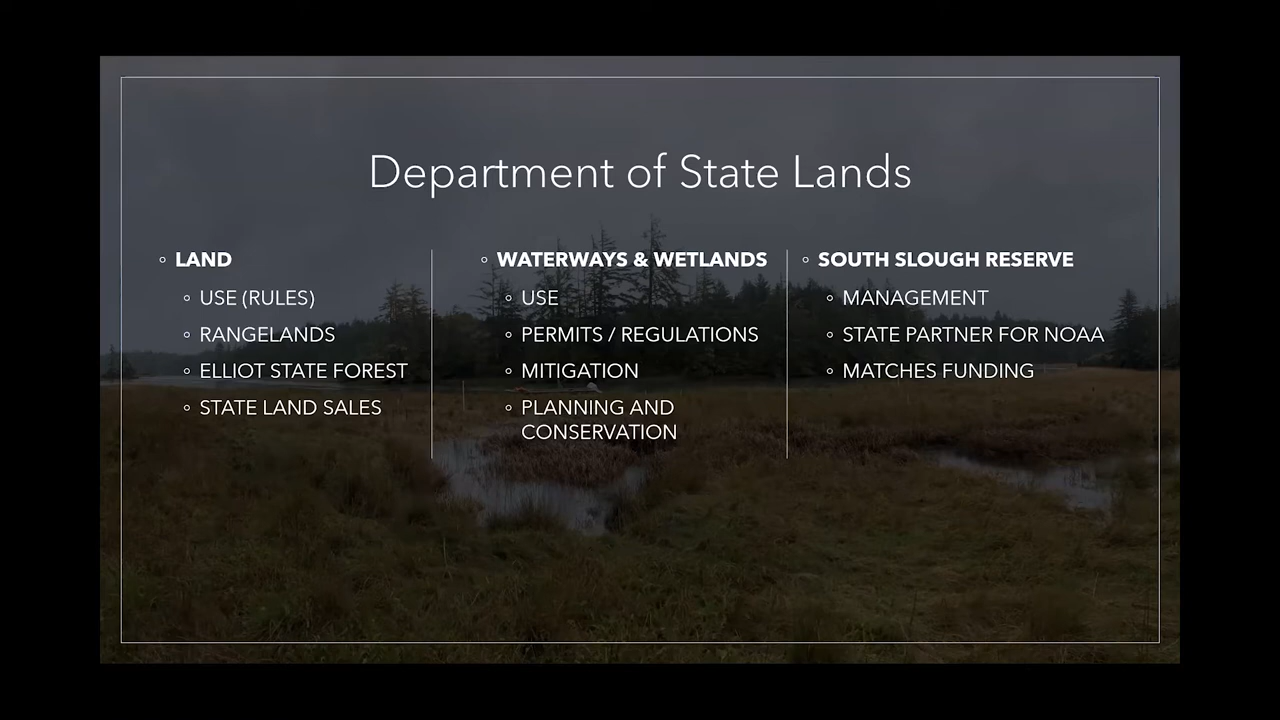 Department of State Lands
LAND
USE (RULES)
RANGELANDS
ELLIOT STATE FOREST
STATE LAND SALES
WATERWAYS & WETLANDS
USE
PERMITS / REGULATIONS
MITIGATION
PLANNING AND
CONSERVATION
SOUTH SLOUGH RESERVE
MANAGEMENT
STATE PARTNER FOR NOAA
MATCHES FUNDING